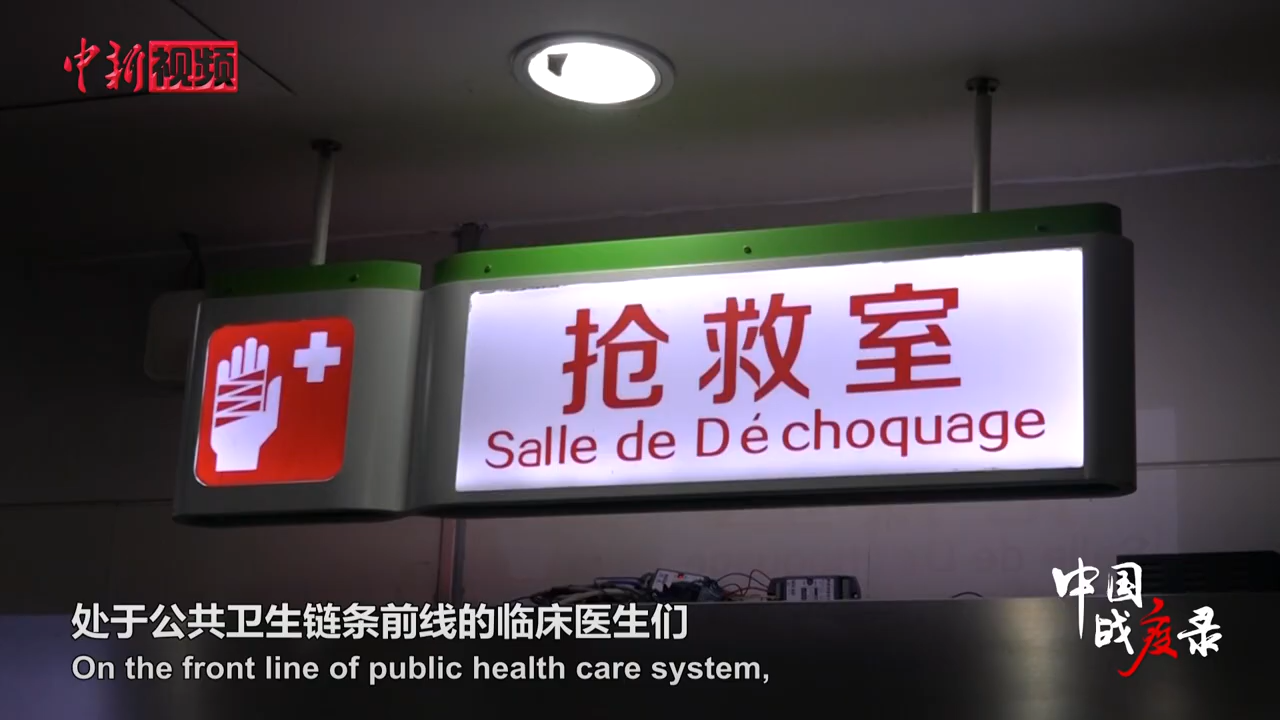 中新视频
抢救室
Salle de Déchoquage
处于公共卫生链条前线的临床医生们
On the front line of public health care system,
中国
战疫录